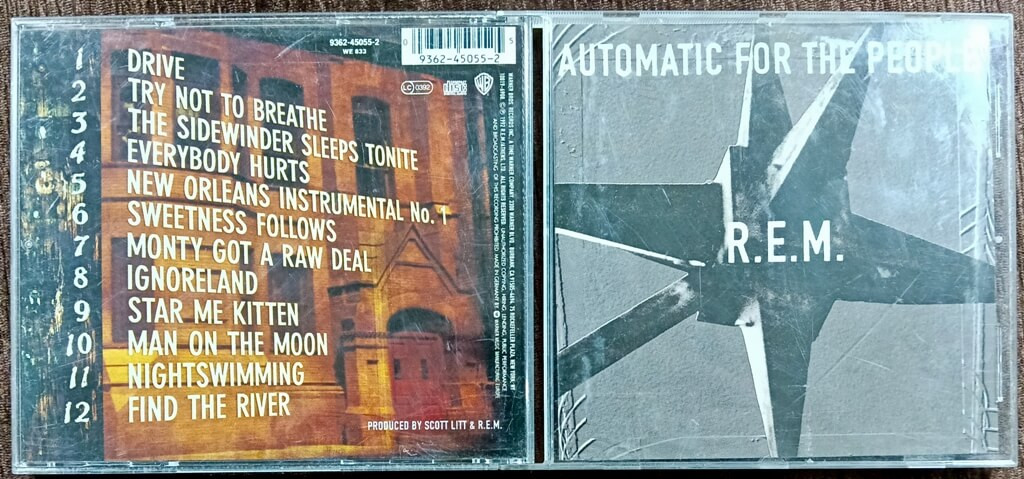 1 DRIVE
2 TRY NOT TO BREATHE
3 THE SIDEWINDER SLEEPS TONITE
4 EVERYBODY HURTS
5 NEW ORLEANS INSTRUMENTAL No. 1
6 SWEETNESS FOLLOWS
7 MONTY GOT A RAW DEAL
8 IGNORELAND
9 STAR ME KITTEN
10 MAN ON THE MOON
11 NIGHTSWIMMING
12 FIND THE RIVER
PRODUCED BY SCOTT LITT & R.E.M.
9362-45055-2
WE 833
0
5
9362-45055-2
LC 0392
WB
AUTOMATIC FOR THE PEOPLE
R.E.M.